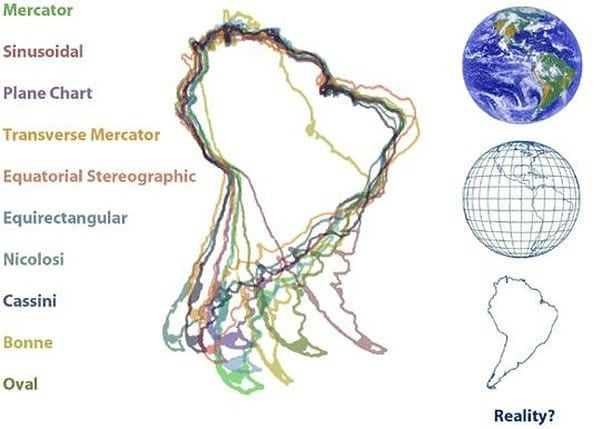 Mercator
Sinusoidal
Plane Chart
Transverse Mercator
Equatorial Stereographic
Equirectangular
Nicolosi
Cassini
Bonne
Oval
Reality?